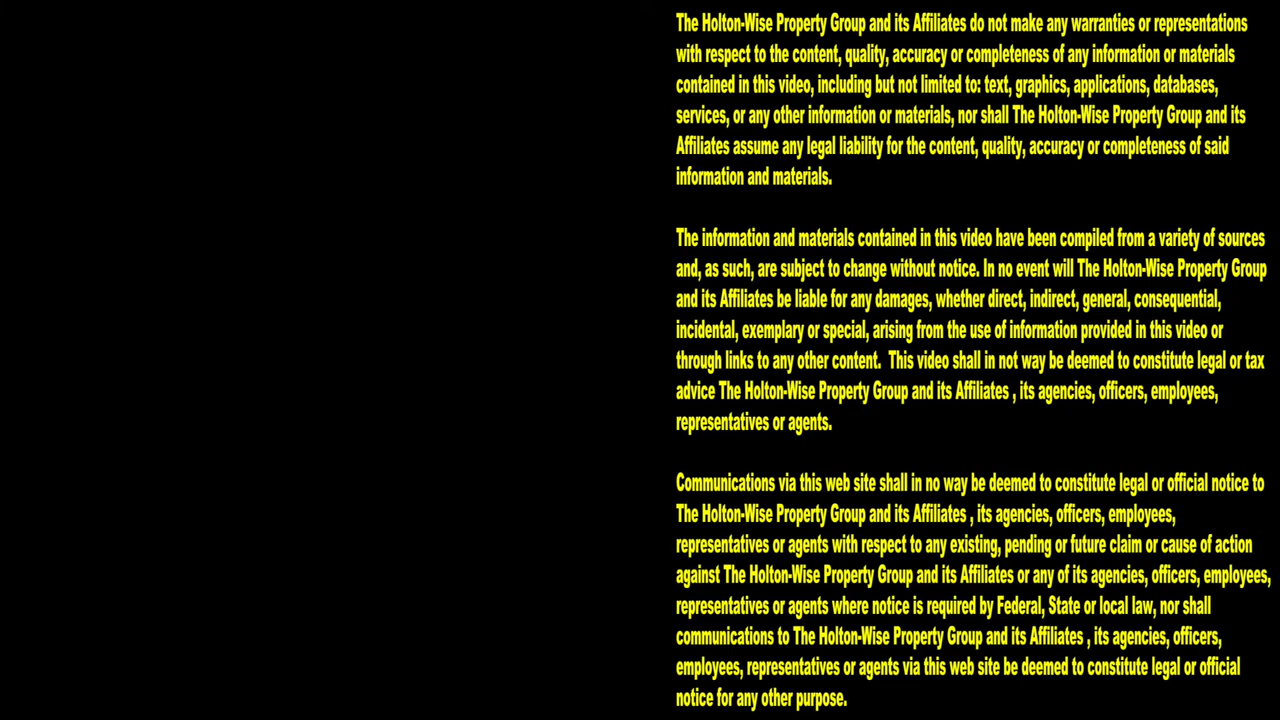 The Holton-Wise Property Group and its Affiliates do not make any warranties or representations
with respect to the content, quality, accuracy or completeness of any information or materials
contained in this video, including but not limited to: text, graphics, applications, databases,
services, or any other information or materials, nor shall The Holton-Wise Property Group and its
Affiliates assume any legal liability for the content, quality, accuracy or completeness of said
information and materials.
The information and materials contained in this video have been compiled from a variety of sources
and, as such, are subject to change without notice. In no event will The Holton-Wise Property Group
and its Affiliates be liable for any damages, whether direct, indirect, general, consequential,
incidental, exemplary or special, arising from the use of information provided in this video or
through links to any other content.  This video shall in not way be deemed to constitute legal or tax
advice The Holton-Wise Property Group and its Affiliates , its agencies, officers, employees,
representatives or agents.
Communications via this web site shall in no way be deemed to constitute legal or official notice to
The Holton-Wise Property Group and its Affiliates , its agencies, officers, employees,
representatives or agents with respect to any existing, pending or future claim or cause of action
against The Holton-Wise Property Group and its Affiliates or any of its agencies, officers, employees,
representatives or agents where notice is required by Federal, State or local law, nor shall
communications to The Holton-Wise Property Group and its Affiliates , its agencies, officers,
employees, representatives or agents via this web site be deemed to constitute legal or official
notice for any other purpose.